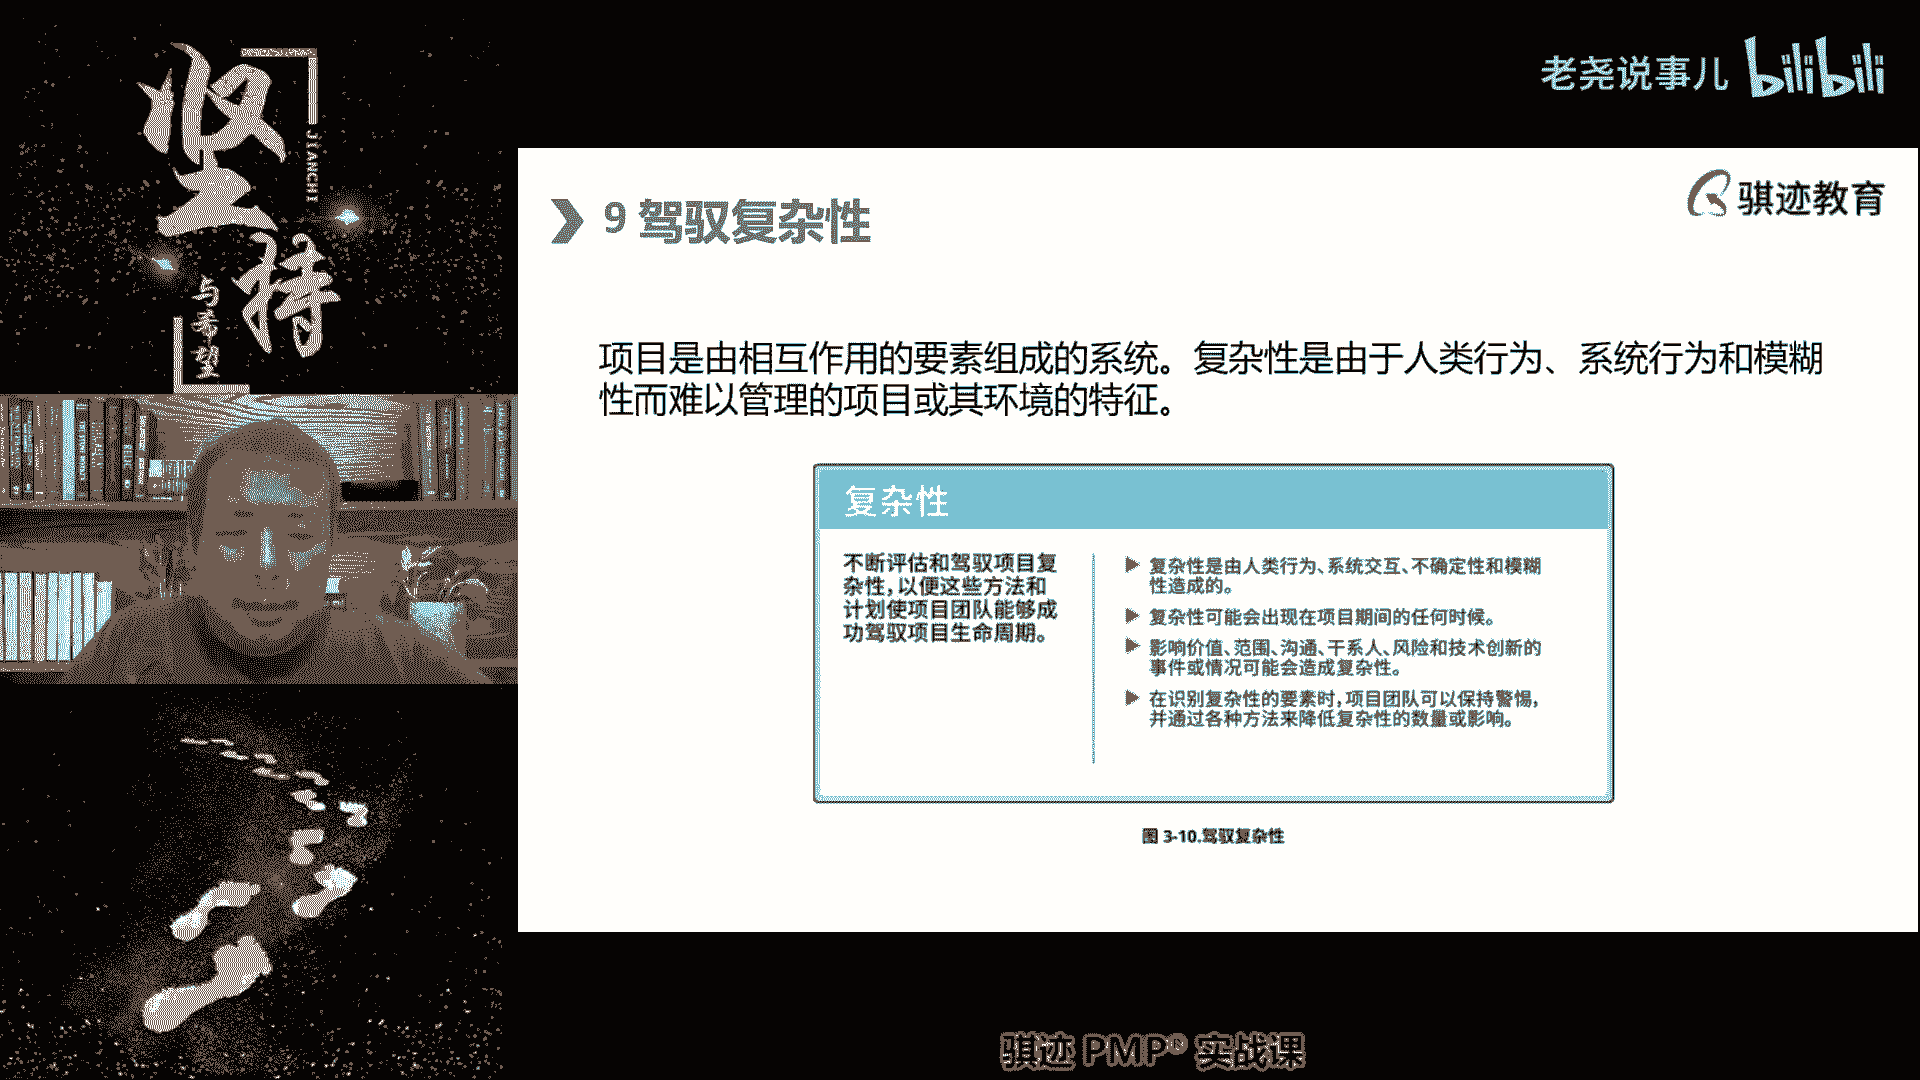 坚持
JIANCHI
与希望
老尧说事儿 bilibili
骐迹教育
9 驾驭复杂性
项目是由相互作用的要素组成的系统。复杂性是由于人类行为、系统行为和模糊
性而难以管理的项目或其环境的特征。
复杂性
不断评估和驾驭项目复
杂性，以便这些方法和
计划使项目团队能够成
功驾驭项目生命周期。
▶ 复杂性是由人类行为、系统交互、不确定性和模糊
性造成的。
▶ 复杂性可能会出现在项目期间的任何时候。
▶ 影响价值、范围、沟通、干系人、风险和技术创新的
事件或情况可能会造成复杂性。
▶ 在识别复杂性的要素时，项目团队可以保持警惕，
并通过各种方法来降低复杂性的数量或影响。
图 3-10.驾驭复杂性
骐迹 PMP® 实战课